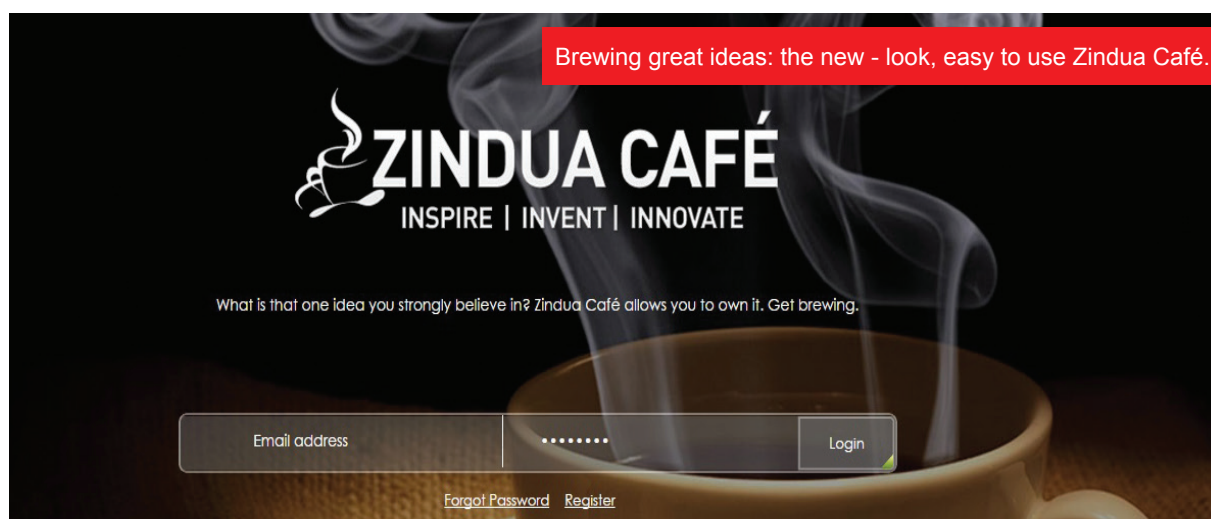 Brewing great ideas: the new - look, easy to use Zindua Café.
ZINDUA CAFÉ
INSPIRE | INVENT | INNOVATE
What is that one idea you strongly believe in? Zindua Café allows you to own it. Get brewing.
Email address •••••••• Login
Forgot Password Register